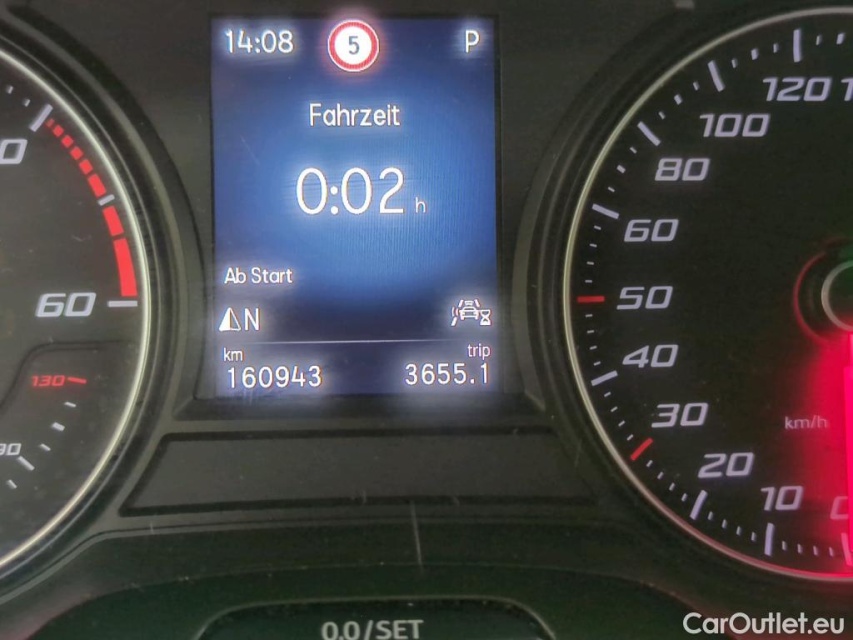 14:08 5 P
Fahrzeit
0:02 h
Ab Start
N
km trip
160943 3655.1
60
130
90
120
100
80
60
50
40
30
20
10
km/h
0.0/SET
CarOutlet.eu